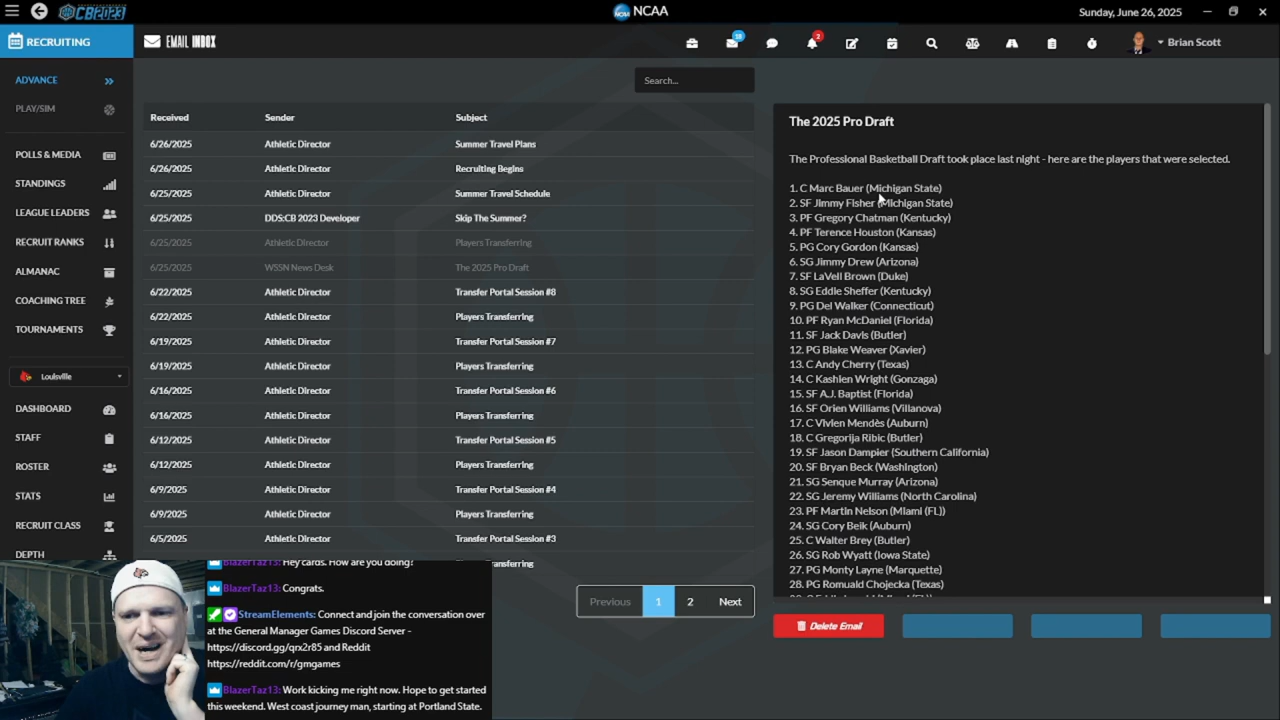 CB2023
NCAA
Sunday, June 26, 2025
RECRUITING
EMAIL INBOX
18
2
Brian Scott
ADVANCE
PLAY/SIM
POLLS & MEDIA
STANDINGS
LEAGUE LEADERS
RECRUIT RANKS
ALMANAC
COACHING TREE
TOURNAMENTS
Louisville
DASHBOARD
STAFF
ROSTER
STATS
RECRUIT CLASS
DEPTH
Search...
Received Sender Subject
6/26/2025 Athletic Director Summer Travel Plans
6/26/2025 Athletic Director Recruiting Begins
6/25/2025 Athletic Director Summer Travel Schedule
6/25/2025 DDS:CB 2023 Developer Skip The Summer?
6/25/2025 Athletic Director Players Transferring
6/25/2025 WSSN News Desk The 2025 Pro Draft
6/22/2025 Athletic Director Transfer Portal Session #8
6/22/2025 Athletic Director Players Transferring
6/19/2025 Athletic Director Transfer Portal Session #7
6/19/2025 Athletic Director Players Transferring
6/16/2025 Athletic Director Transfer Portal Session #6
6/16/2025 Athletic Director Players Transferring
6/12/2025 Athletic Director Transfer Portal Session #5
6/12/2025 Athletic Director Players Transferring
6/9/2025 Athletic Director Transfer Portal Session #4
6/9/2025 Athletic Director Players Transferring
6/5/2025 Athletic Director Transfer Portal Session #3
Transferring
Previous 1 2 Next
The 2025 Pro Draft
The Professional Basketball Draft took place last night - here are the players that were selected.
1. C Marc Bauer (Michigan State)
2. SF Jimmy Fisher (Michigan State)
3. PF Gregory Chatman (Kentucky)
4. PF Terence Houston (Kansas)
5. PG Cory Gordon (Kansas)
6. SG Jimmy Drew (Arizona)
7. SF LaVell Brown (Duke)
8. SG Eddie Sheffer (Kentucky)
9. PG Del Walker (Connecticut)
10. PF Ryan McDaniel (Florida)
11. SF Jack Davis (Butler)
12. PG Blake Weaver (Xavier)
13. C Andy Cherry (Texas)
14. C Kashien Wright (Gonzaga)
15. SF A.J. Baptist (Florida)
16. SF Orien Williams (Villanova)
17. C Vivien Mendès (Auburn)
18. C Gregorija Ribic (Butler)
19. SF Jason Dampier (Southern California)
20. SF Bryan Beck (Washington)
21. SG Senque Murray (Arizona)
22. SG Jeremy Williams (North Carolina)
23. PF Martin Nelson (Miami (FL))
24. SG Cory Beik (Auburn)
25. C Walter Brey (Butler)
26. SG Rob Wyatt (Iowa State)
27. PG Monty Layne (Marquette)
28. PG Romuald Chojecka (Texas)
Delete Email
BlazerTaz13: Hey cards. How are you doing?
BlazerTaz13: Congrats.
StreamElements: Connect and join the conversation over
at the General Manager Games Discord Server -
https://discord.gg/qrx2r85 and Reddit
https://reddit.com/r/gmgames
BlazerTaz13: Work kicking me right now. Hope to get started
this weekend. West coast journey man, starting at Portland State.